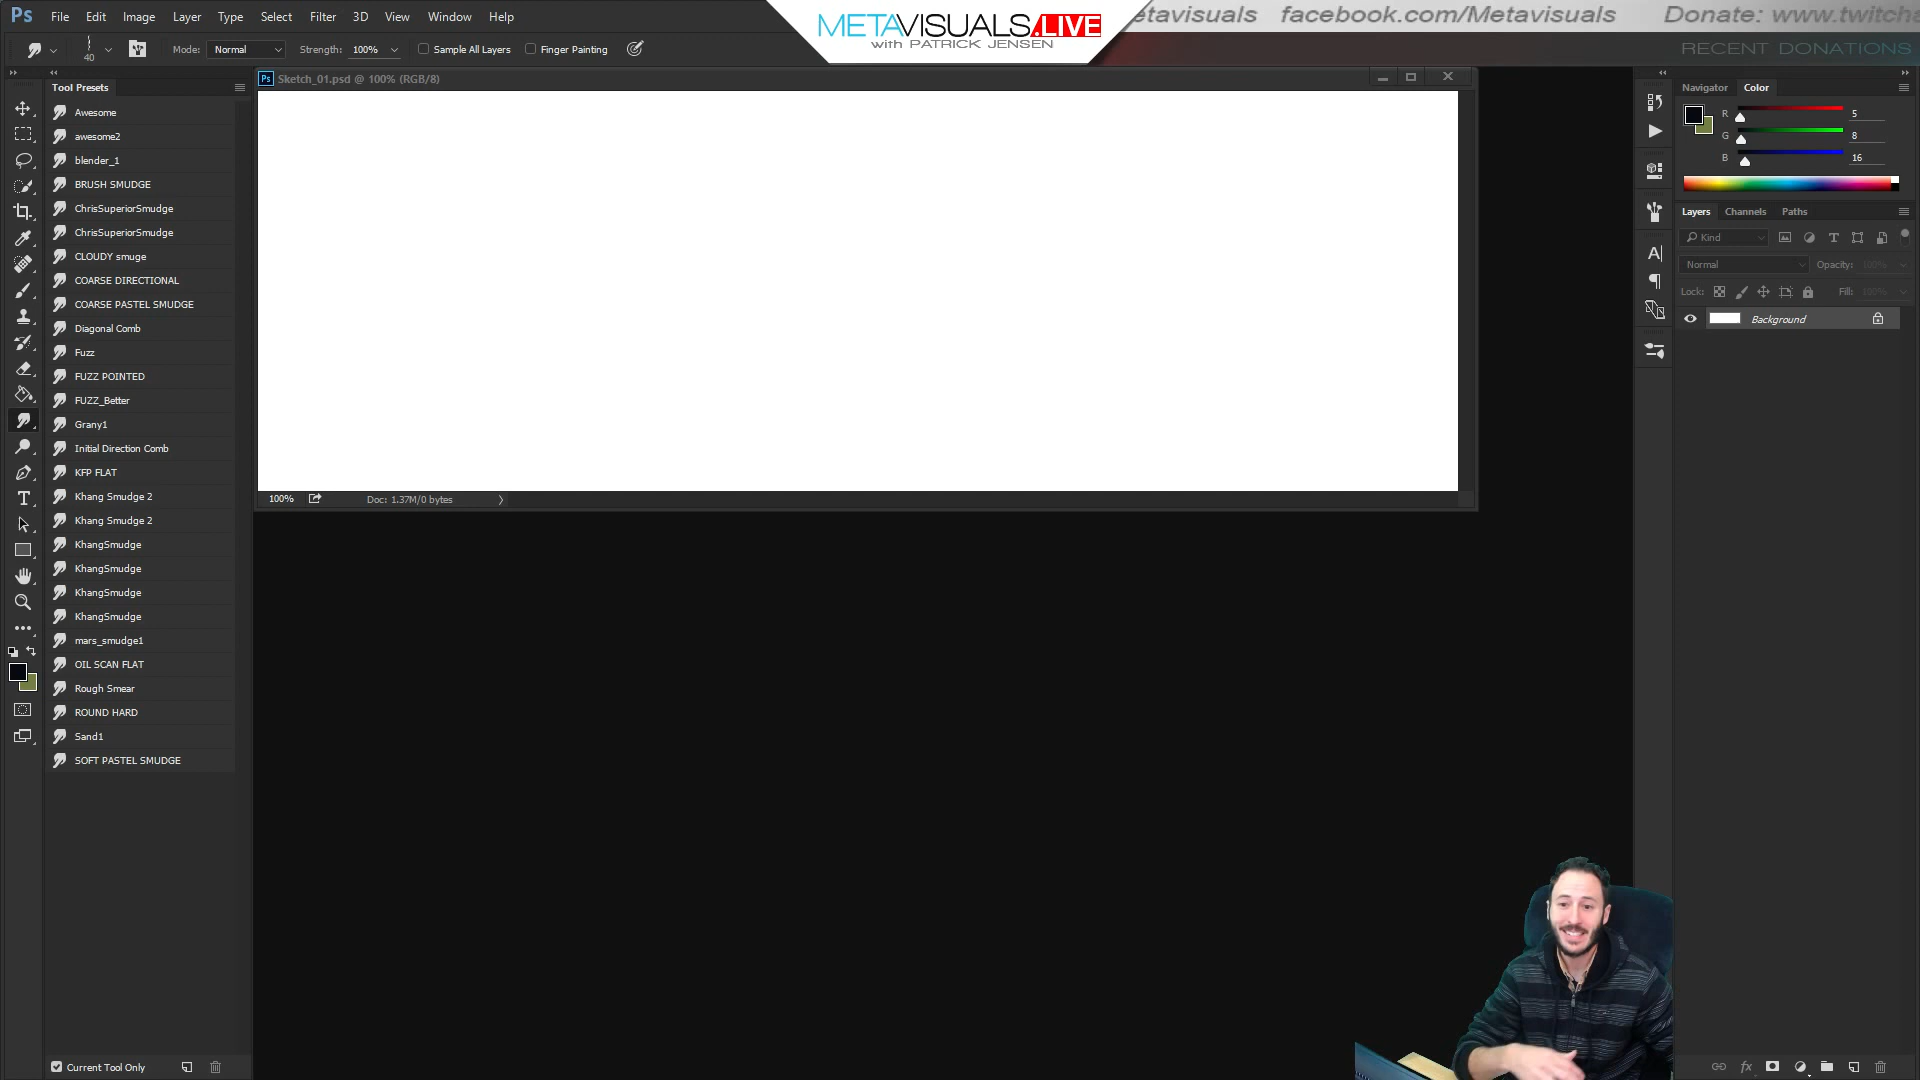 Ps File Edit Image Layer Type Select Filter 3D View Window Help
METAVISUALS.LIVE
with PATRICK JENSEN
etavisuals facebook.com/Metavisuals Donate: www.twitcha
RECENT DONATIONS
40 Mode: Normal Strength: 100% Sample All Layers Finger Painting
Tool Presets
Awesome
awesome2
blender_1
BRUSH SMUDGE
ChrisSuperiorSmudge
ChrisSuperiorSmudge
CLOUDY smuge
COARSE DIRECTIONAL
COARSE PASTEL SMUDGE
Diagonal Comb
Fuzz
FUZZ POINTED
FUZZ_Better
Grany1
Initial Direction Comb
KFP FLAT
Khang Smudge 2
Khang Smudge 2
KhangSmudge
KhangSmudge
KhangSmudge
KhangSmudge
mars_smudge1
OIL SCAN FLAT
Rough Smear
ROUND HARD
Sand1
SOFT PASTEL SMUDGE
Current Tool Only
Ps Sketch_01.psd @ 100% (RGB/8)
100% Doc: 1.37M/0 bytes
Navigator Color
R 5
G 8
B 16
Layers Channels Paths
Kind
Normal Opacity: 100%
Lock: Fill: 100%
Background
fx